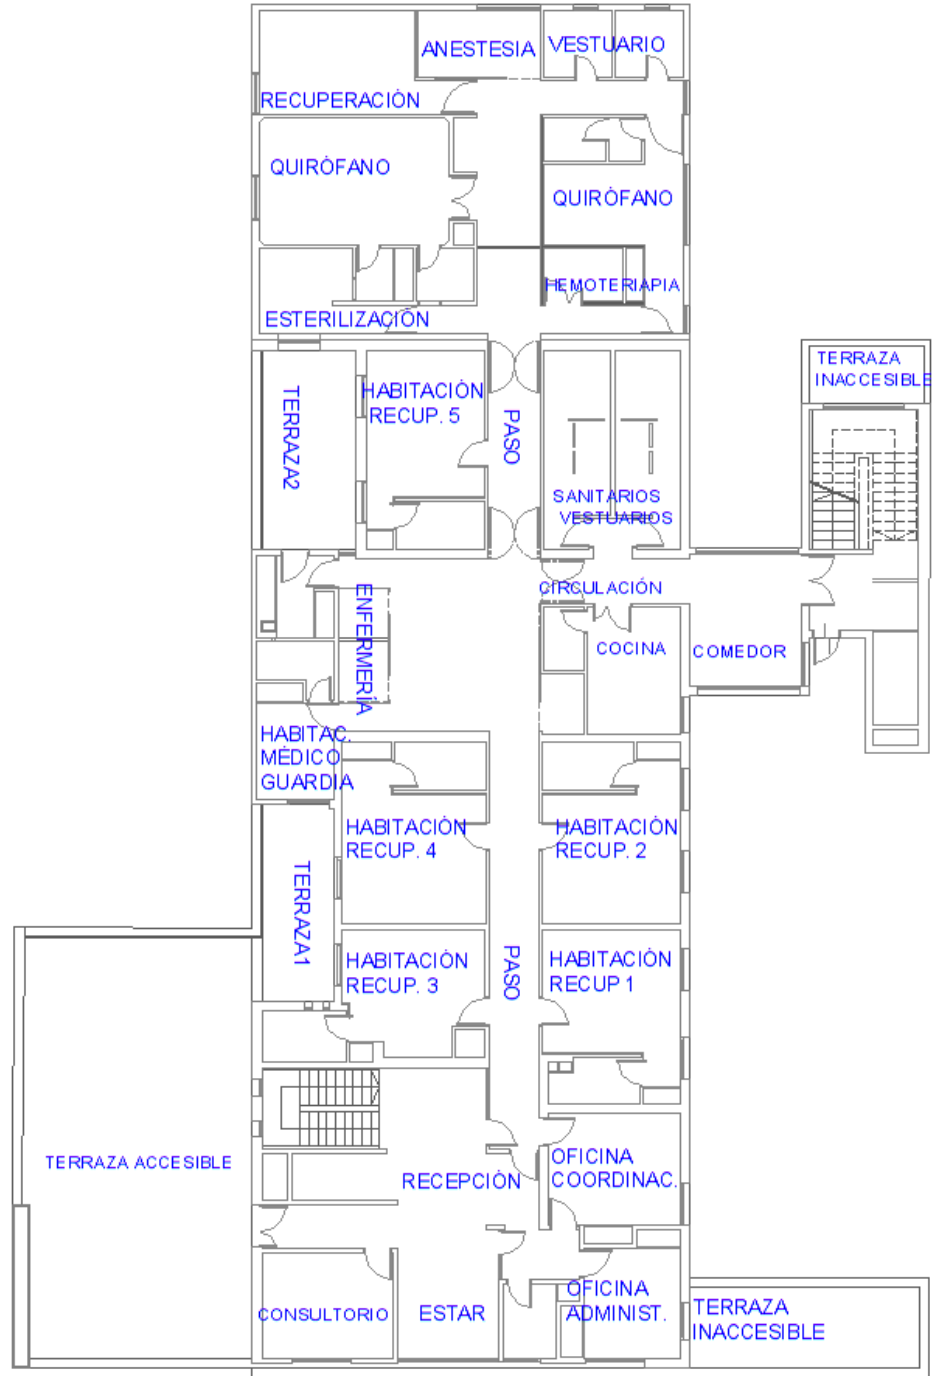 ANESTESIA
VESTUARIO
RECUPERACIÓN
QUIRÓFANO
QUIRÓFANO
HEMOTERIAPIA
ESTERILIZACIÓN
TERRAZA
INACCESIBLE
TERRAZA2
HABITACIÓN
RECUP. 5
PASO
SANITARIOS
VESTUARIOS
CIRCULACIÓN
ENFERMERÍA
COCINA
COMEDOR
HABITAC.
MÉDICO
GUARDIA
HABITACIÓN
RECUP. 4
HABITACIÓN
RECUP. 2
TERRAZA1
HABITACIÓN
RECUP. 3
PASO
HABITACIÓN
RECUP 1
TERRAZA ACCESIBLE
RECEPCIÓN
OFICINA
COORDINAC.
CONSULTORIO
ESTAR
OFICINA
ADMINIST.
TERRAZA
INACCESIBLE